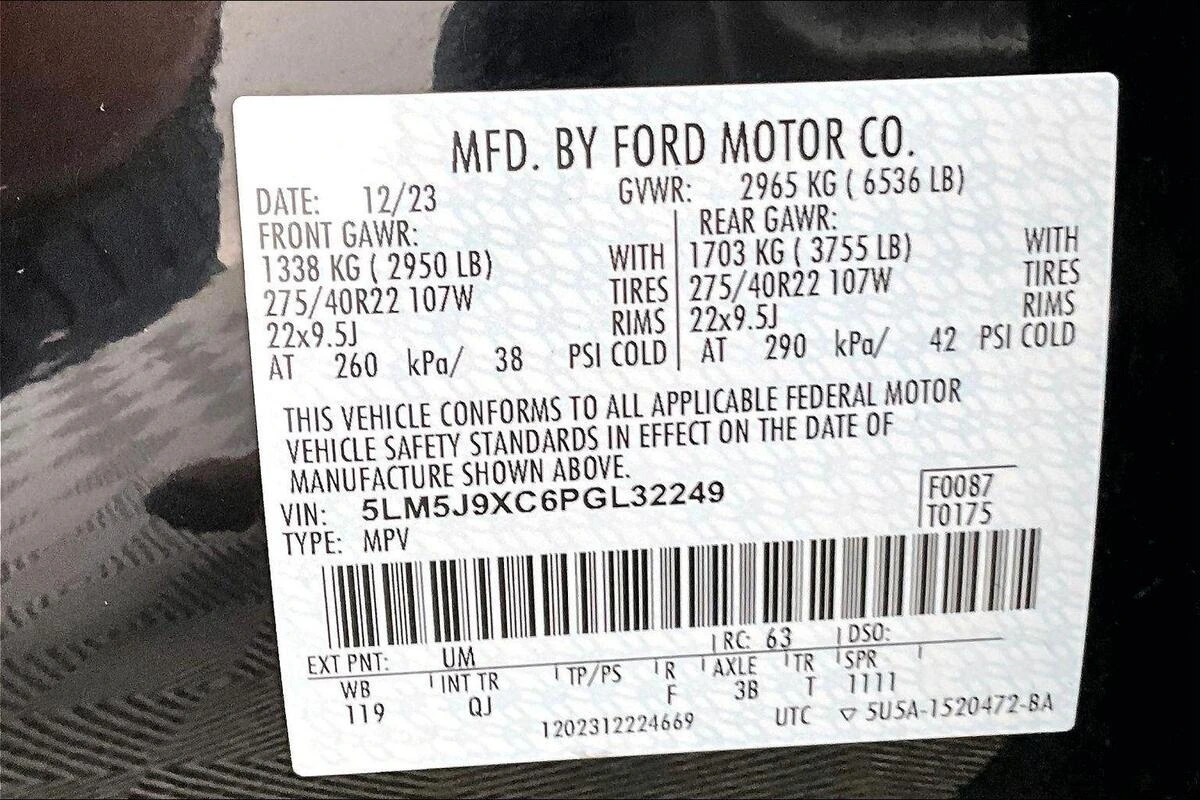 MFD. BY FORD MOTOR CO.
DATE: 12/23 GVWR: 2965 KG ( 6536 LB)
FRONT GAWR: REAR GAWR:
1338 KG ( 2950 LB) WITH 1703 KG ( 3755 LB) WITH
275/40R22 107W TIRES 275/40R22 107W TIRES
22x9.5J RIMS 22x9.5J RIMS
AT 260 kPa/ 38 PSI COLD AT 290 kPa/ 42 PSI COLD
THIS VEHICLE CONFORMS TO ALL APPLICABLE FEDERAL MOTOR
VEHICLE SAFETY STANDARDS IN EFFECT ON THE DATE OF
MANUFACTURE SHOWN ABOVE.
VIN: 5LM5J9XC6PGL32249 F0087
TYPE: MPV T0175
EXT PNT: UM RC: 63 DSO:
WB INT TR TP/PS R AXLE TR SPR
119 QJ F 3B T 1111
1202312224669 UTC ▽ 5U5A-1520472-BA